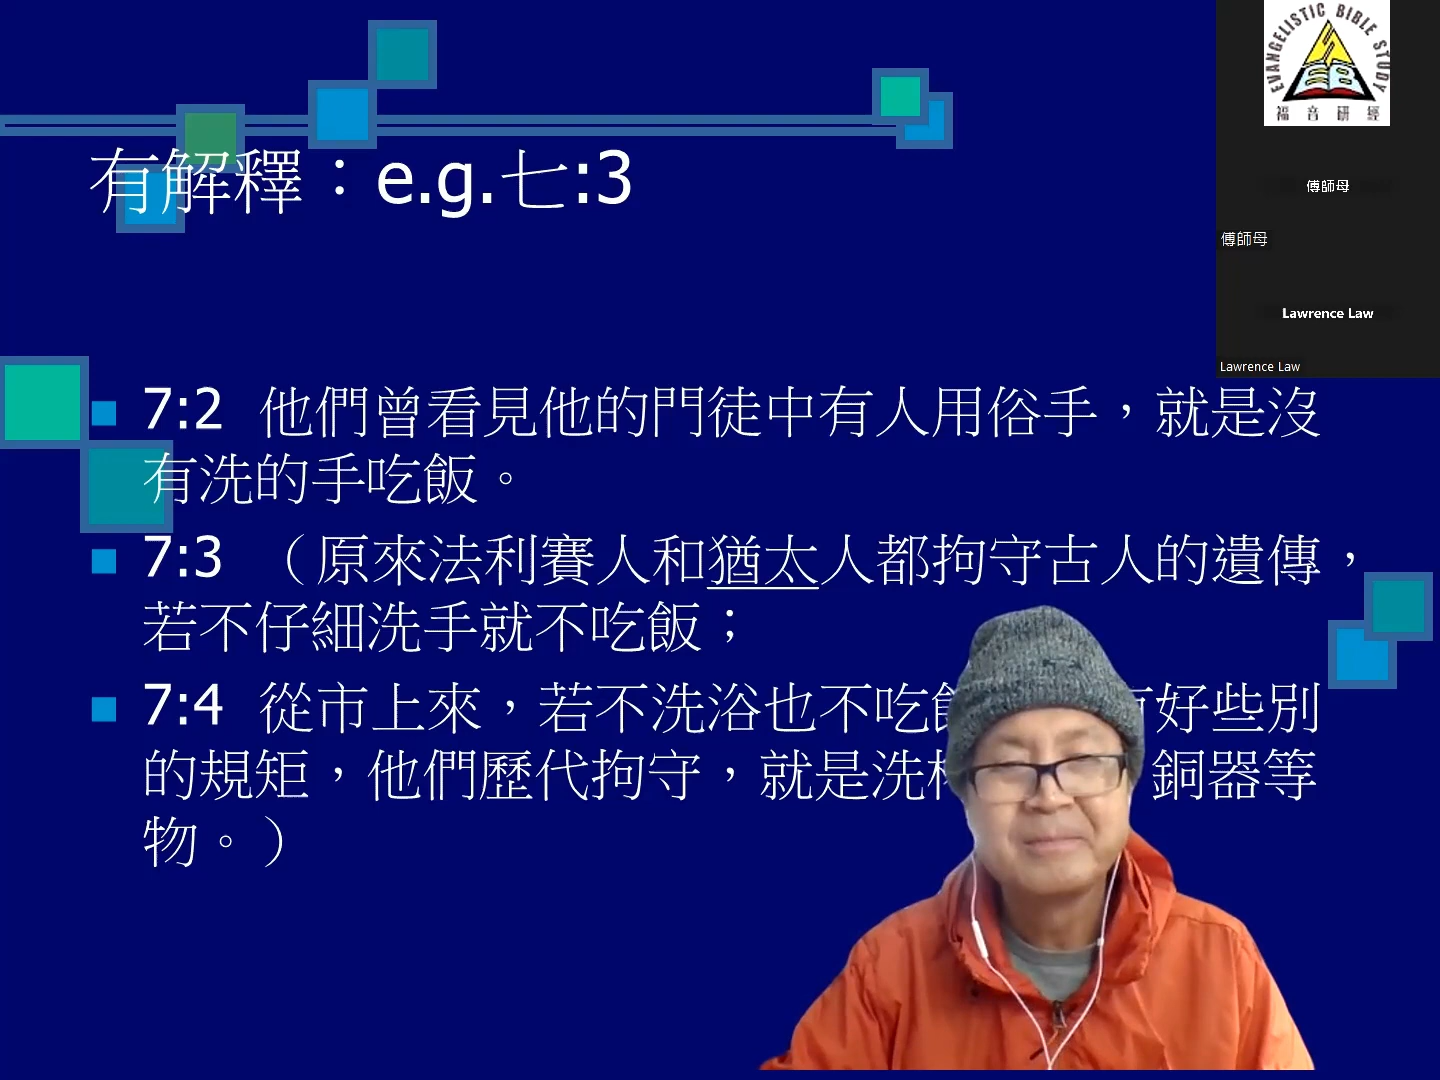 有解釋：e.g.七:3
7:2 他們曾看見他的門徒中有人用俗手，就是沒
有洗的手吃飯。
7:3 （原來法利賽人和猶太人都拘守古人的遺傳，
若不仔細洗手就不吃飯；
7:4 從市上來，若不洗浴也不吃 好些別
的規矩，他們歷代拘守，就是洗 銅器等
物。）
EVANGELISTIC BIBLE STUDY
福音研經
傅師母
傅師母
Lawrence Law
Lawrence Law